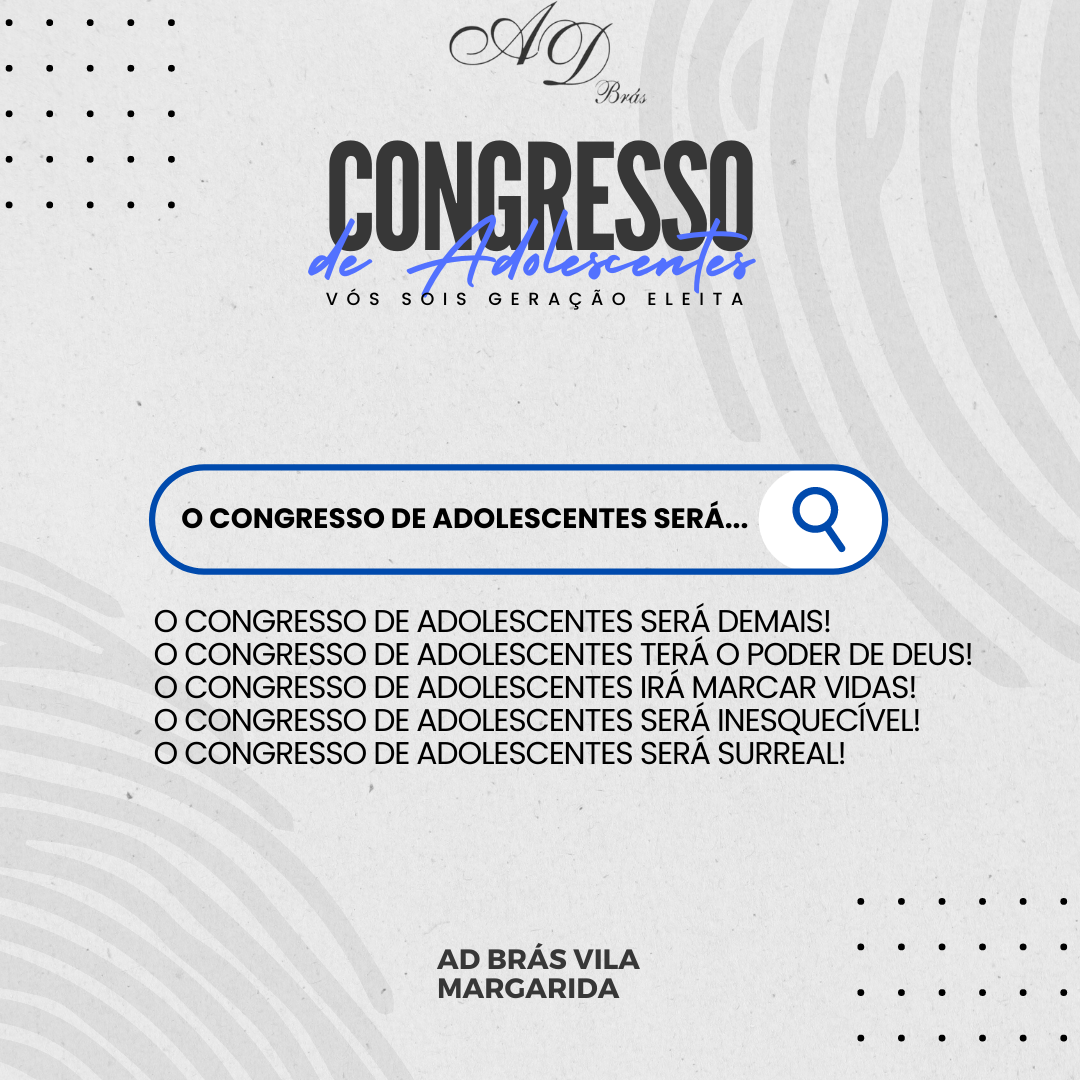 AD
Brás
CONGRESSO
de Adolescentes
VÓS SOIS GERAÇÃO ELEITA
O CONGRESSO DE ADOLESCENTES SERÁ...
O CONGRESSO DE ADOLESCENTES SERÁ DEMAIS!
O CONGRESSO DE ADOLESCENTES TERÁ O PODER DE DEUS!
O CONGRESSO DE ADOLESCENTES IRÁ MARCAR VIDAS!
O CONGRESSO DE ADOLESCENTES SERÁ INESQUECÍVEL!
O CONGRESSO DE ADOLESCENTES SERÁ SURREAL!
AD BRÁS VILA
MARGARIDA